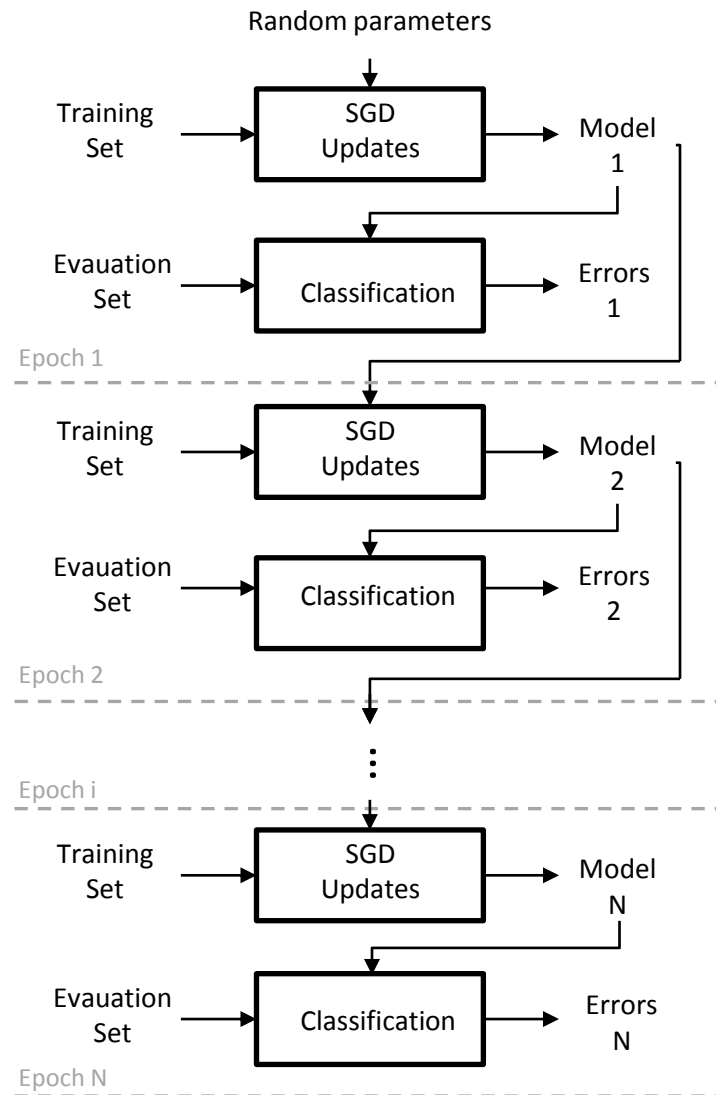 Random parameters
Training
Set
SGD
Updates
Model
1
Evauation
Set
Classification
Errors
1
Epoch 1
Training
Set
SGD
Updates
Model
2
Evauation
Set
Classification
Errors
2
Epoch 2
⋮
Epoch i
Training
Set
SGD
Updates
Model
N
Evauation
Set
Classification
Errors
N
Epoch N